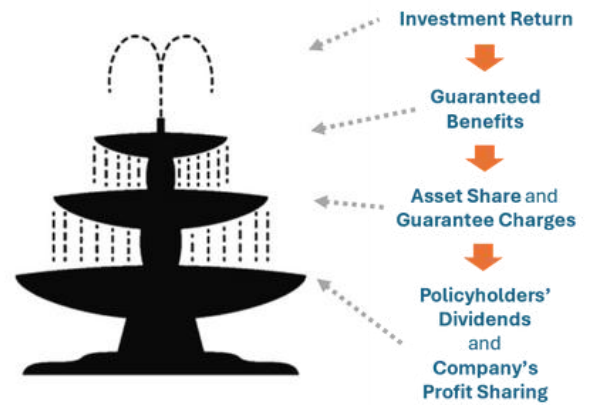 Investment Return
Guaranteed
Benefits
Asset Share and
Guarantee Charges
Policyholders’
Dividends
and
Company’s
Profit Sharing